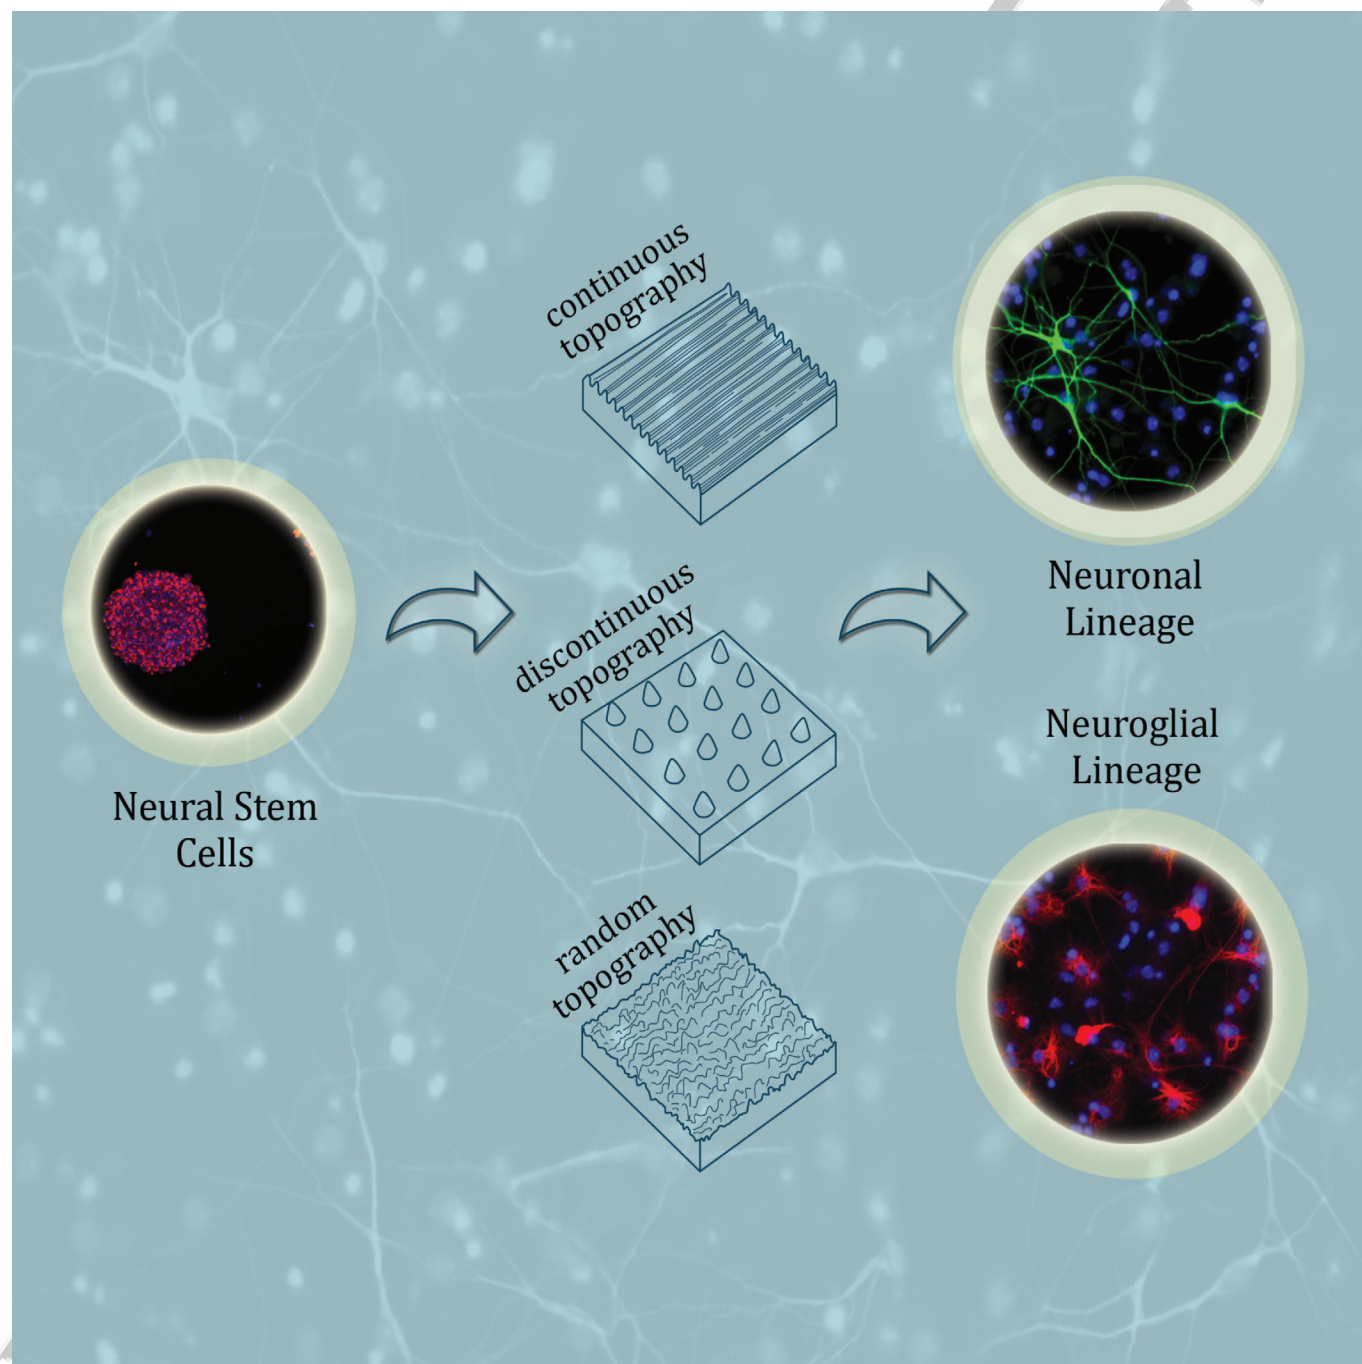 continuous
topography
Neuronal
Lineage
discontinuous
topography
Neuroglial
Lineage
Neural Stem
Cells
random
topography